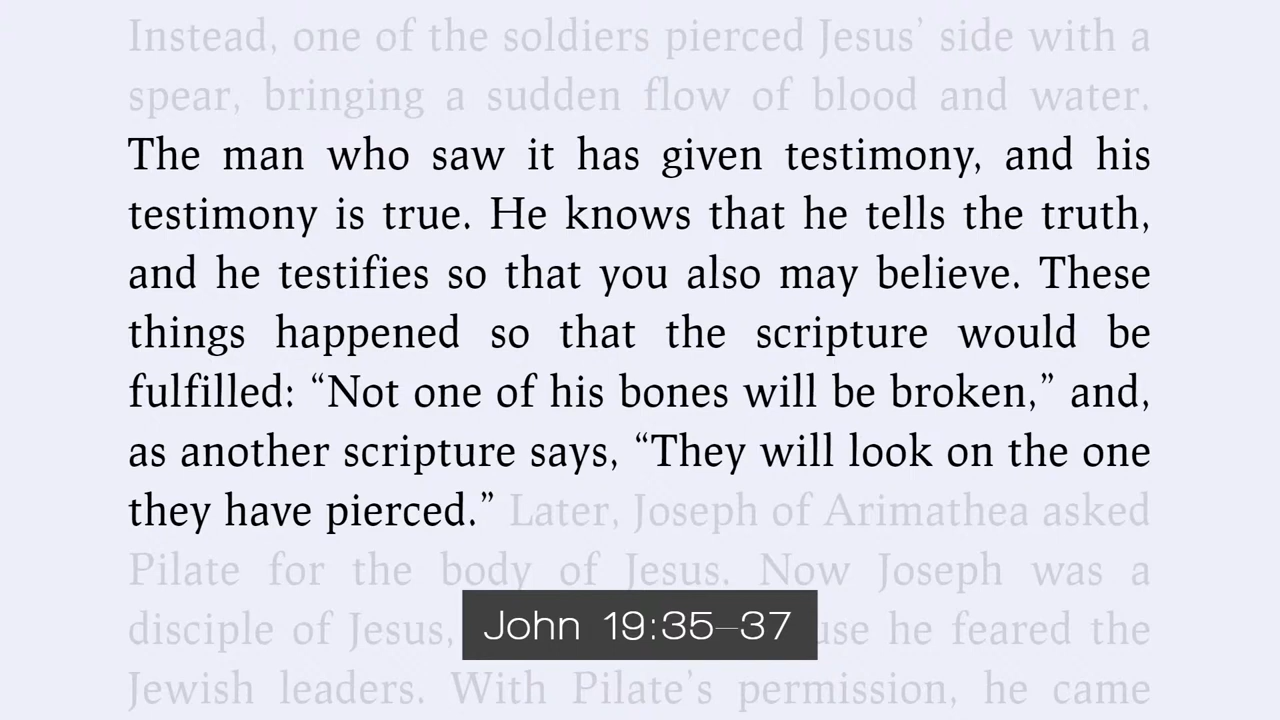 Instead, one of the soldiers pierced Jesus’ side with a
spear, bringing a sudden flow of blood and water.
The man who saw it has given testimony, and his
testimony is true. He knows that he tells the truth,
and he testifies so that you also may believe. These
things happened so that the scripture would be
fulfilled: “Not one of his bones will be broken,” and,
as another scripture says, “They will look on the one
they have pierced.” Later, Joseph of Arimathea asked
Pilate for the body of Jesus. Now Joseph was a
disciple of Jesus, he feared the
John 19:35–37
Jewish leaders. With Pilate’s permission, he came